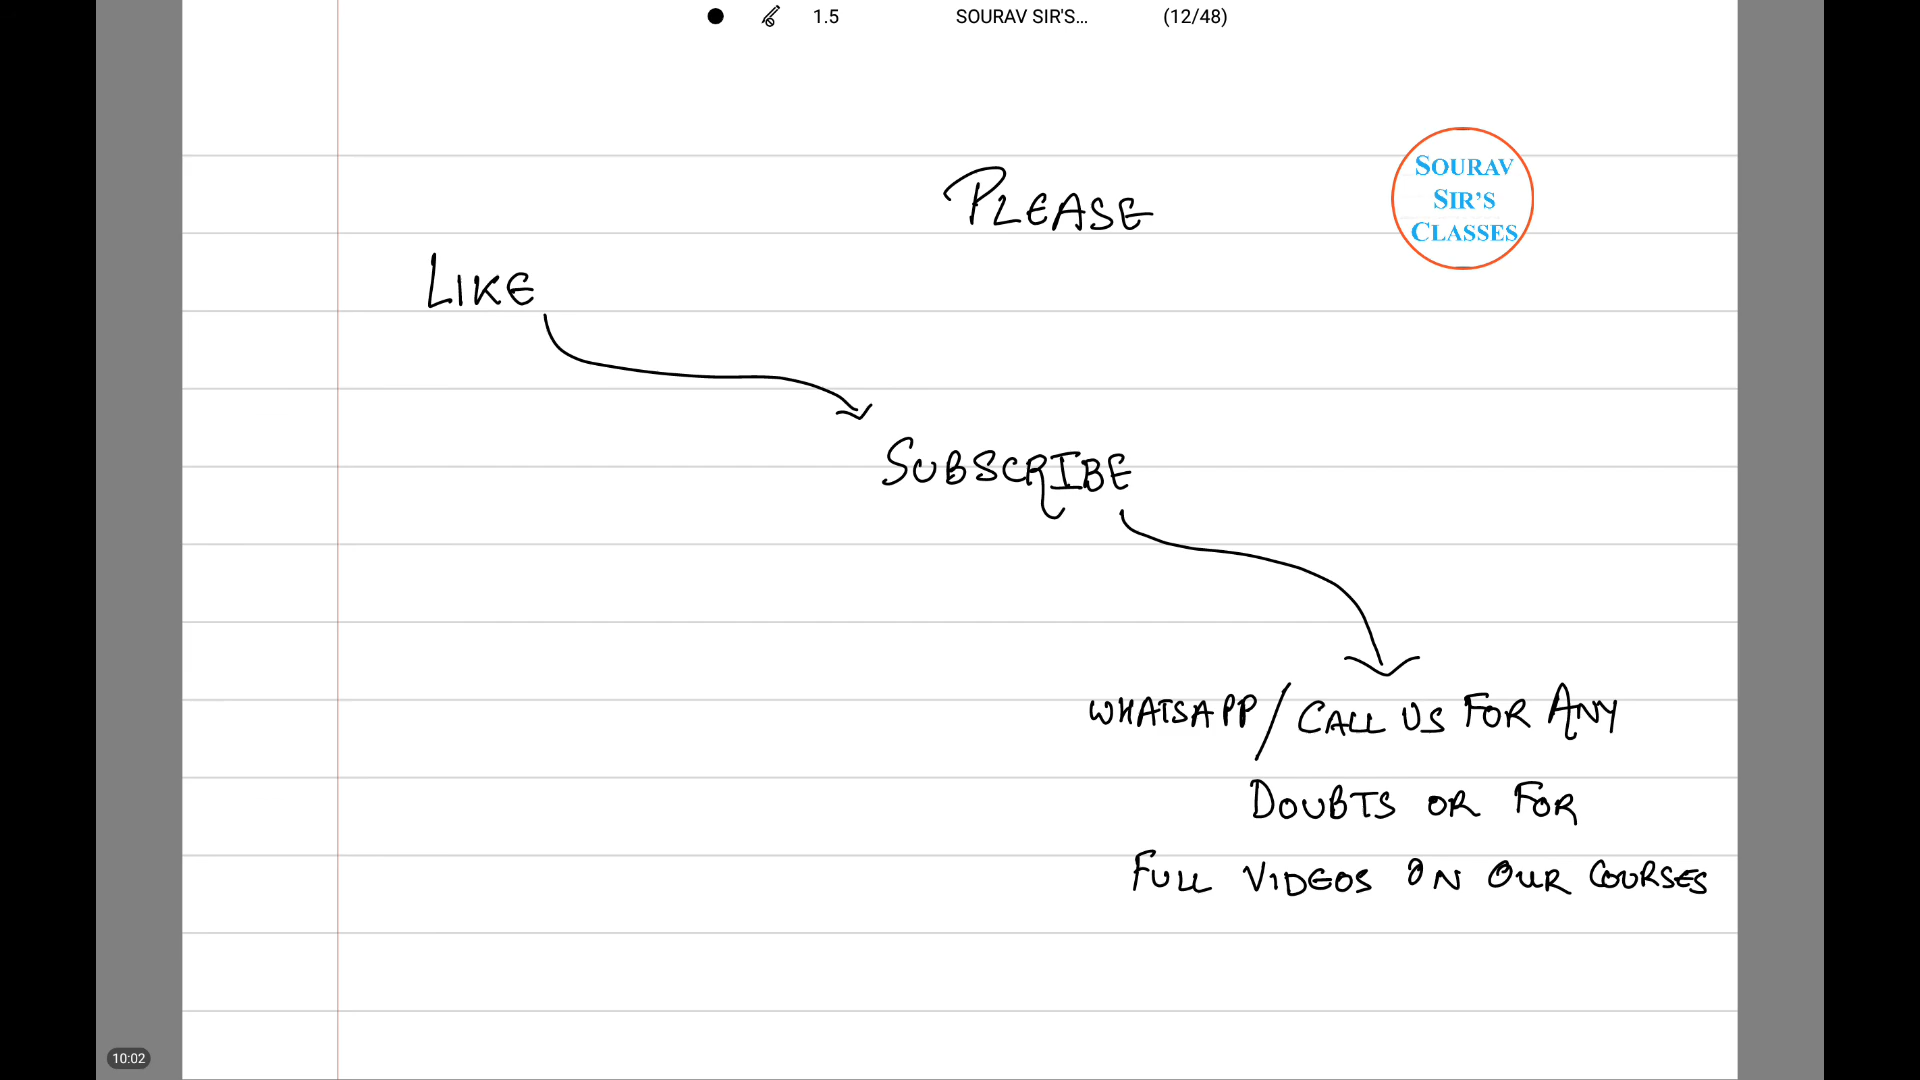 1.5 SOURAV SIR'S... (12/48)
SOURAV
SIR'S
CLASSES
PLEASE
LIKE
SUBSCRIBE
WHATSAPP/CALL US FOR ANY
DOUBTS OR FOR
FULL VIDEOS ON OUR COURSES
10:02